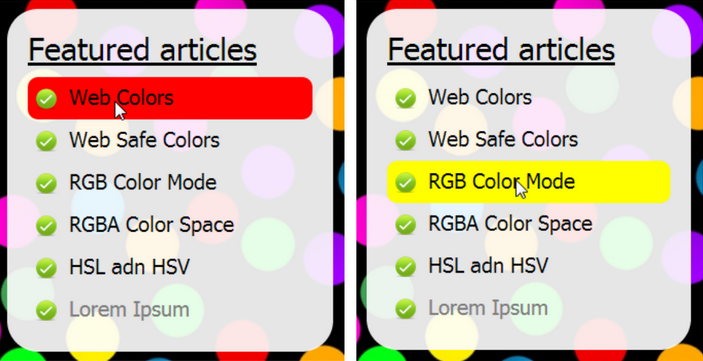 Featured articles
Web Colors
Web Safe Colors
RGB Color Mode
RGBA Color Space
HSL adn HSV
Lorem Ipsum
Featured articles
Web Colors
Web Safe Colors
RGB Color Mode
RGBA Color Space
HSL adn HSV
Lorem Ipsum